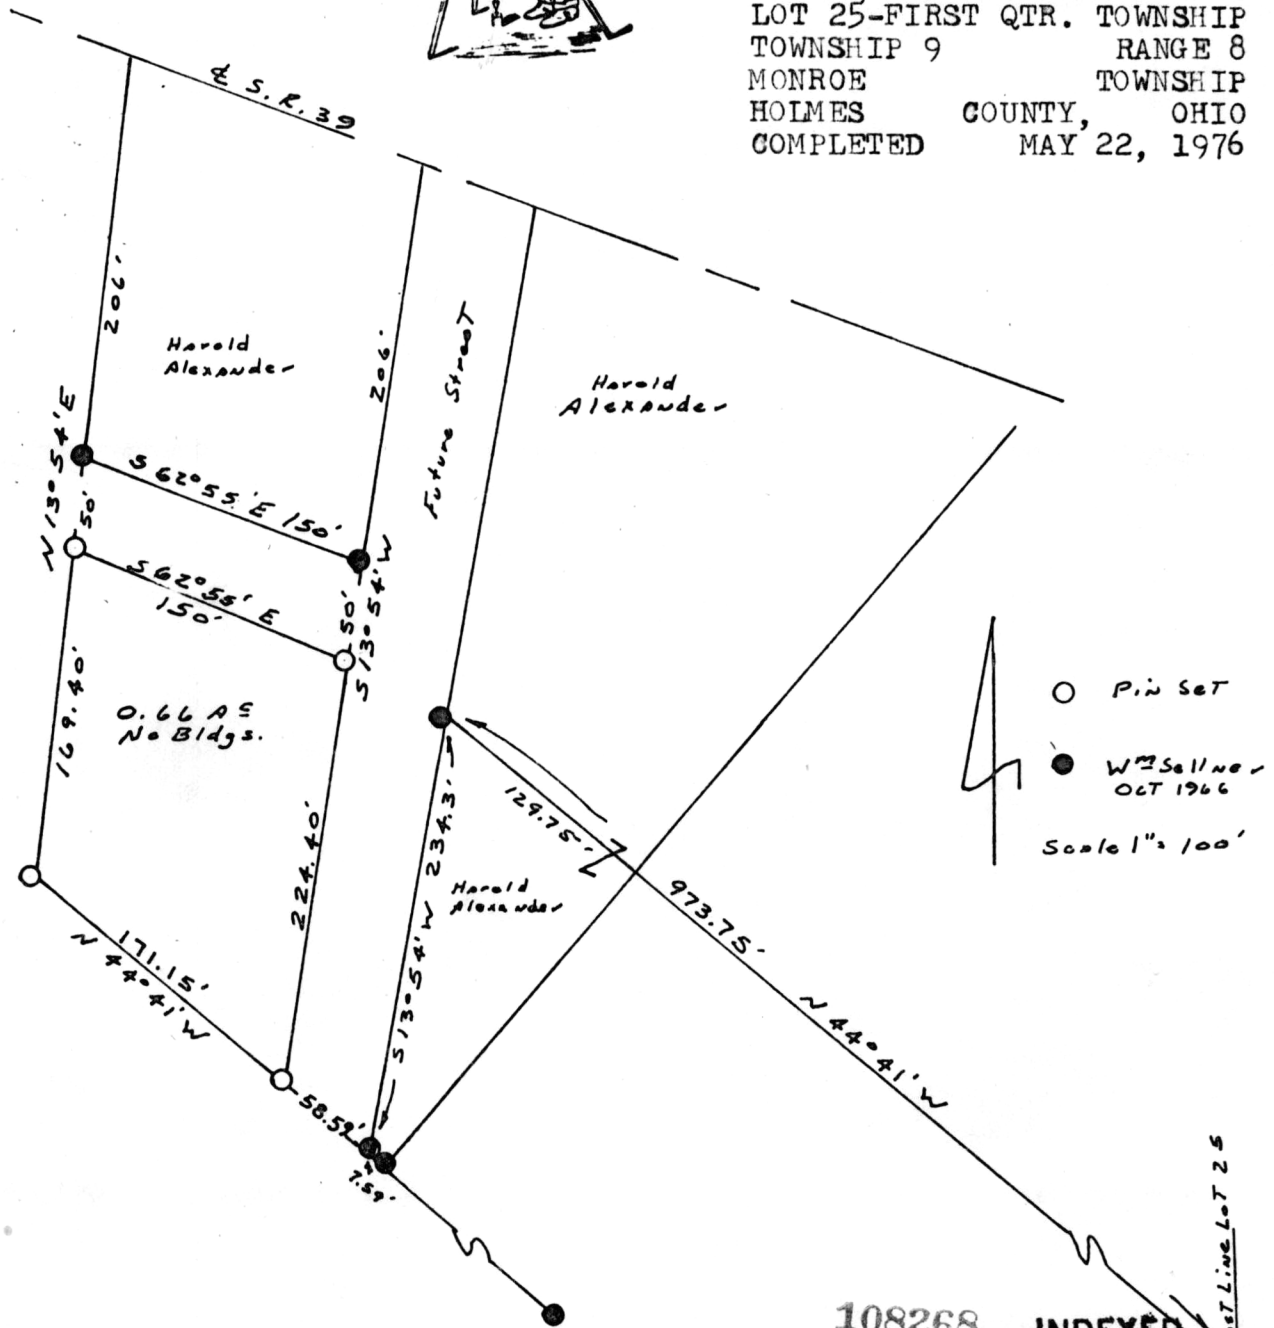 LOT 25-FIRST QTR. TOWNSHIP
TOWNSHIP 9 RANGE 8
MONROE TOWNSHIP
HOLMES COUNTY, OHIO
COMPLETED MAY 22, 1976
℄ S.R. 39
206'
Harold
Alexander
206'
Future Street
Harold
Alexander
N 13° 54' E
50'
S 62° 55' E 150'
S 62° 55' E
150'
50'
S 13° 54' W
169.40'
0.66 Ac
No Bldgs.
224.40'
171.15'
N 44° 41' W
58.59'
7.59'
S 13° 54' W 234.3'
Harold
Alexander
129.75'
973.75'
N 44° 41' W
Pin Set
Wm Sellner
OCT 1966
Scale 1"= 100'
Line Lot 25
108268 INDEXED